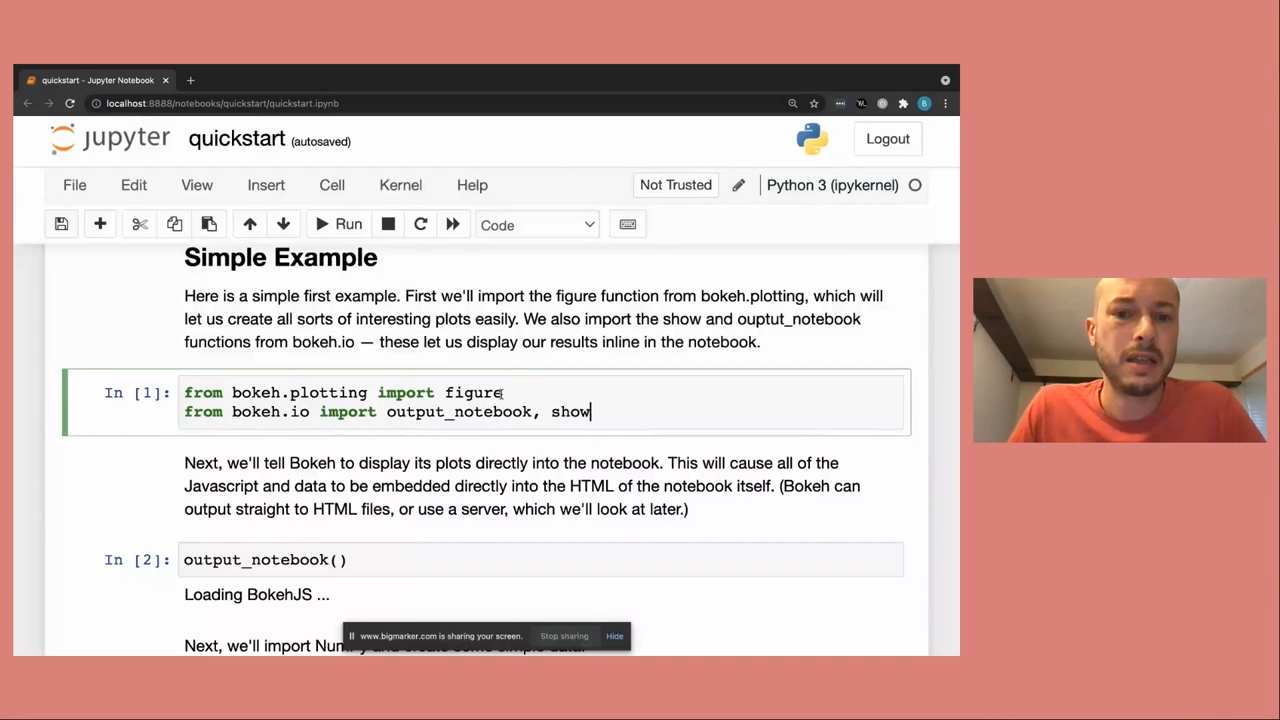 quickstart - Jupyter Notebook
localhost:8888/notebooks/quickstart/quickstart.ipynb
B
jupyter quickstart (autosaved) Logout
File Edit View Insert Cell Kernel Help Not Trusted Python 3 (ipykernel)
Run Code
Simple Example
Here is a simple first example. First we'll import the figure function from bokeh.plotting, which will
let us create all sorts of interesting plots easily. We also import the show and ouptut_notebook
functions from bokeh.io — these let us display our results inline in the notebook.
In [1]: from bokeh.plotting import figure
from bokeh.io import output_notebook, show
Next, we'll tell Bokeh to display its plots directly into the notebook. This will cause all of the
Javascript and data to be embedded directly into the HTML of the notebook itself. (Bokeh can
output straight to HTML files, or use a server, which we'll look at later.)
In [2]: output_notebook()
Loading BokehJS ...
www.bigmarker.com is sharing your screen. Stop sharing Hide
Next, we'll import